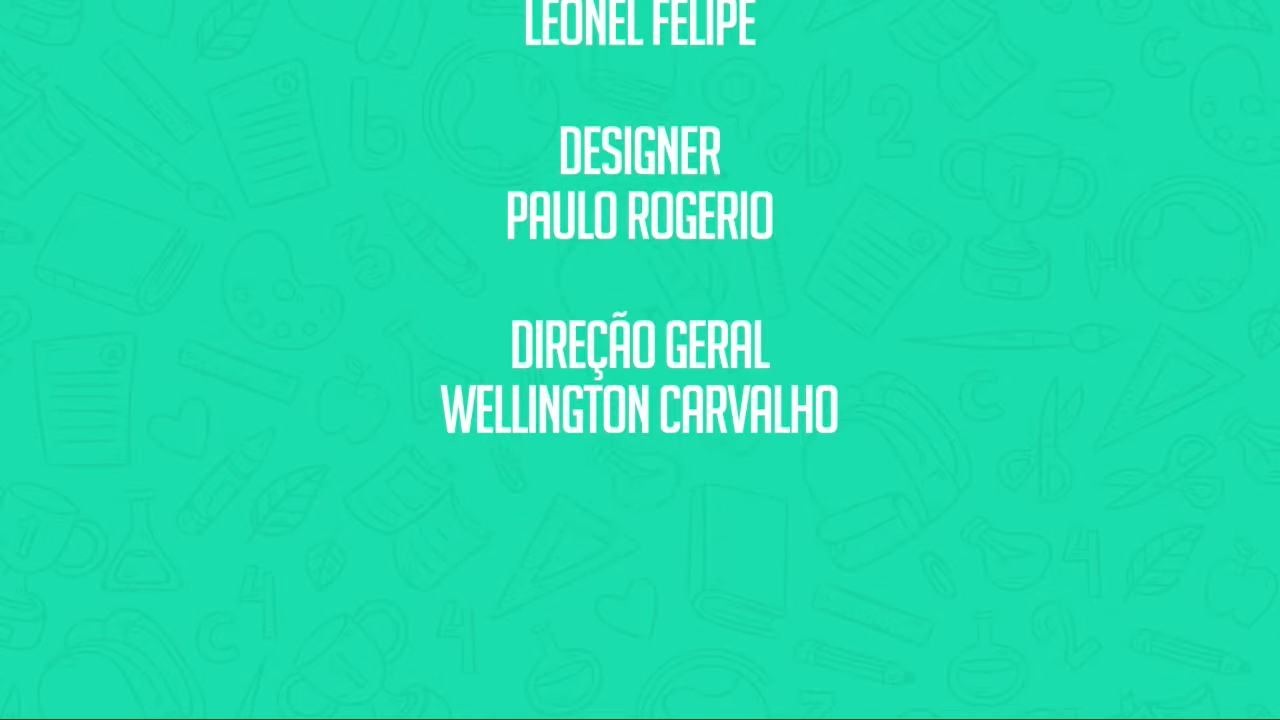 LEONEL FELIPE
DESIGNER
PAULO ROGERIO
DIREÇÃO GERAL
WELLINGTON CARVALHO